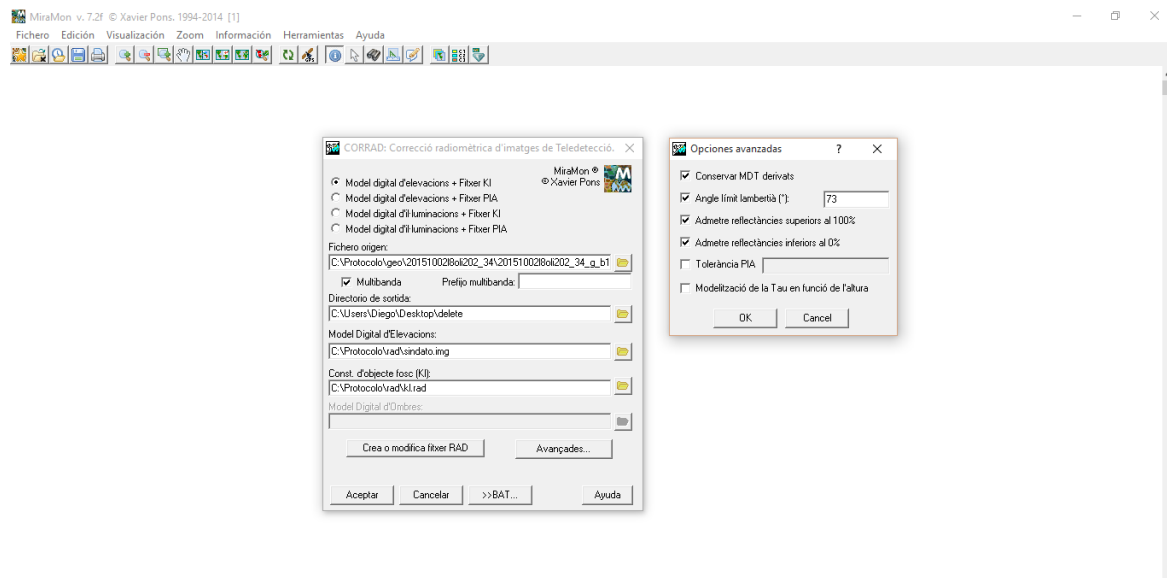 MiraMon v. 7.2f © Xavier Pons. 1994-2014 [1]
Fichero Edición Visualización Zoom Información Herramientas Ayuda
CORRAD: Correcció radiomètrica d'imatges de Teledetecció.
MiraMon ®
© Xavier Pons
Model digital d'elevacions + Fitxer KI
Model digital d'elevacions + Fitxer PIA
Model digital d'il·luminacions + Fitxer KI
Model digital d'il·luminacions + Fitxer PIA
Fichero origen:
C:\Protocolo\geo\20151002l8oli202_34\20151002l8oli202_34_g_b1
Multibanda Prefijo multibanda:
Directorio de sortida:
C:\Users\Diego\Desktop\delete
Model Digital d'Elevacions:
C:\Protocolo\rad\sindato.img
Const. d'objecte fosc (KI):
C:\Protocolo\rad\kl.rad
Model Digital d'Ombres:
Crea o modifica fitxer RAD Avançades...
Aceptar Cancelar >>BAT... Ayuda
Opciones avanzadas ?
Conservar MDT derivats
Angle límit lambertià (°): 73
Admetre reflectàncies superiors al 100%
Admetre reflectàncies inferiors al 0%
Tolerància PIA
Modelització de la Tau en funció de l'altura
OK Cancel